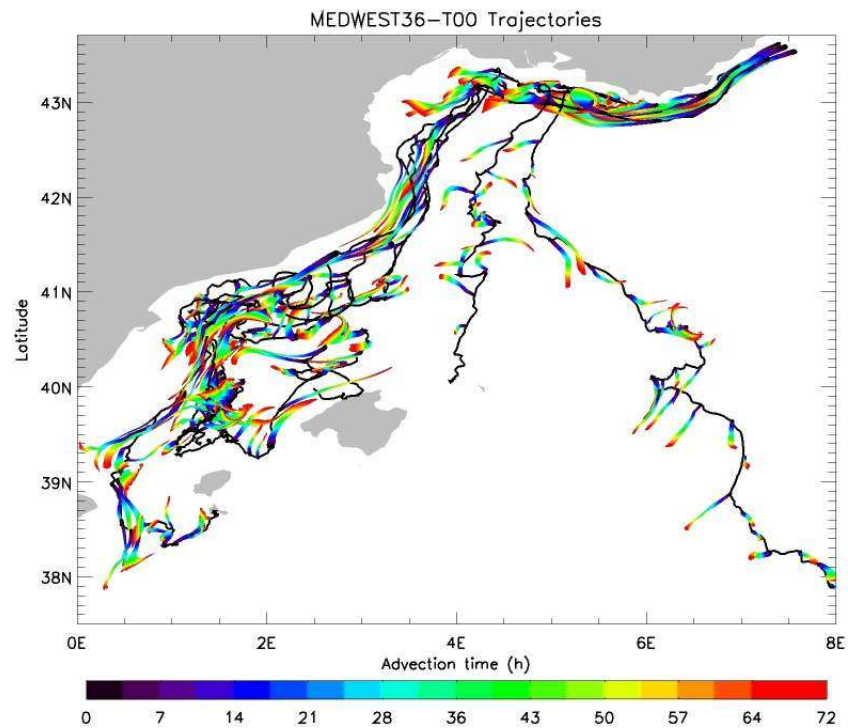 MEDWEST36-T00 Trajectories
43N
42N
41N
Latitude
40N
39N
38N
0E 2E 4E 6E 8E
Advection time (h)
0 7 14 21 28 36 43 50 57 64 72